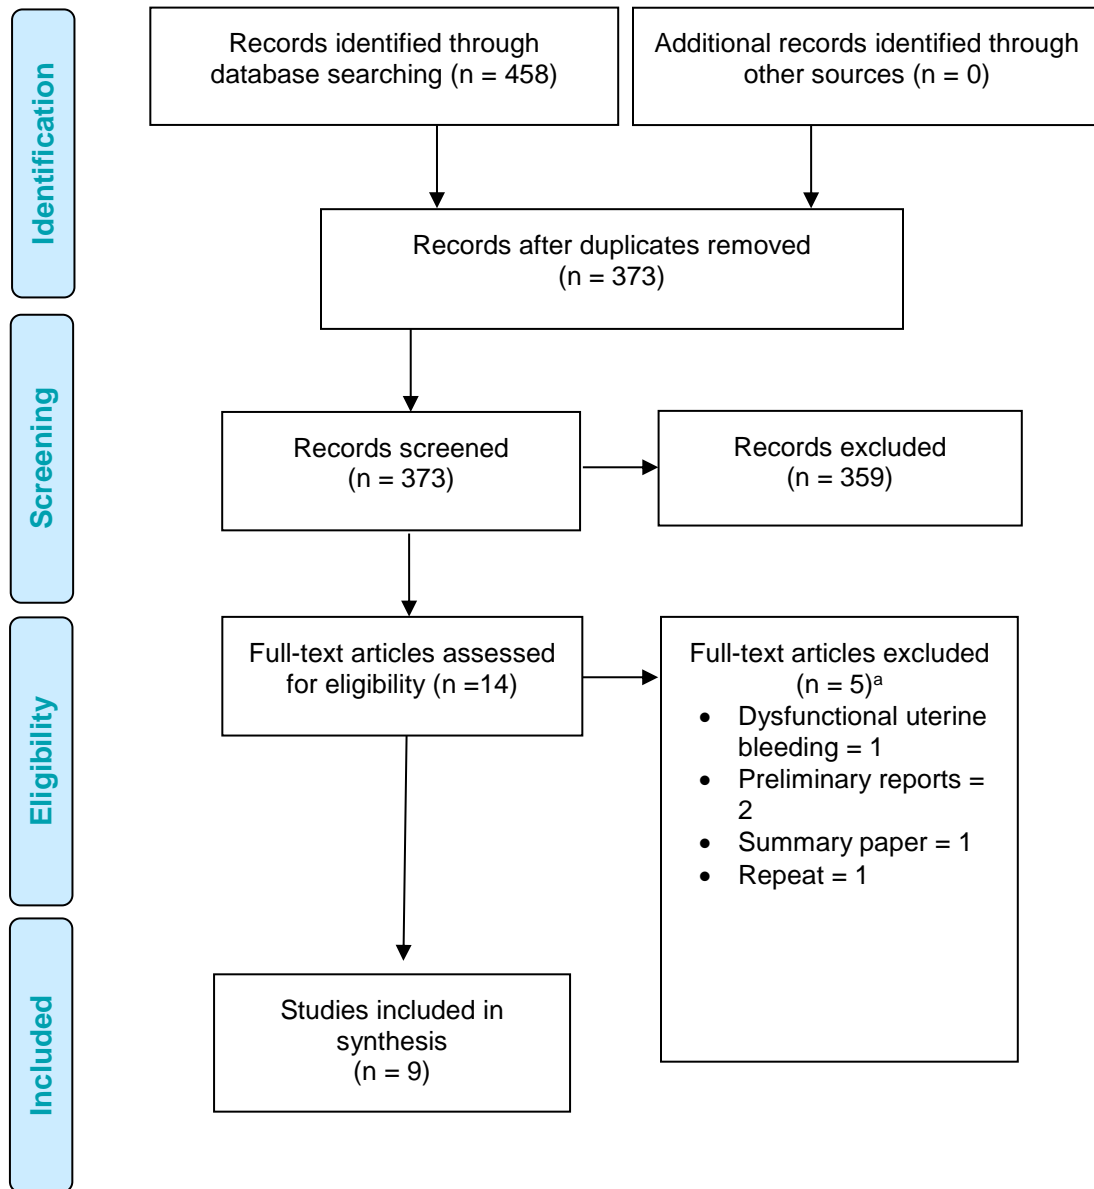 Identification
Records identified through
database searching (n = 458)
Additional records identified through
other sources (n = 0)
Records after duplicates removed
(n = 373)
Screening
Records screened
(n = 373)
Records excluded
(n = 359)
Eligibility
Full-text articles assessed
for eligibility (n =14)
Full-text articles excluded
(n = 5)ᵃ
• Dysfunctional uterine
bleeding = 1
• Preliminary reports =
2
• Summary paper = 1
• Repeat = 1
Included
Studies included in
synthesis
(n = 9)